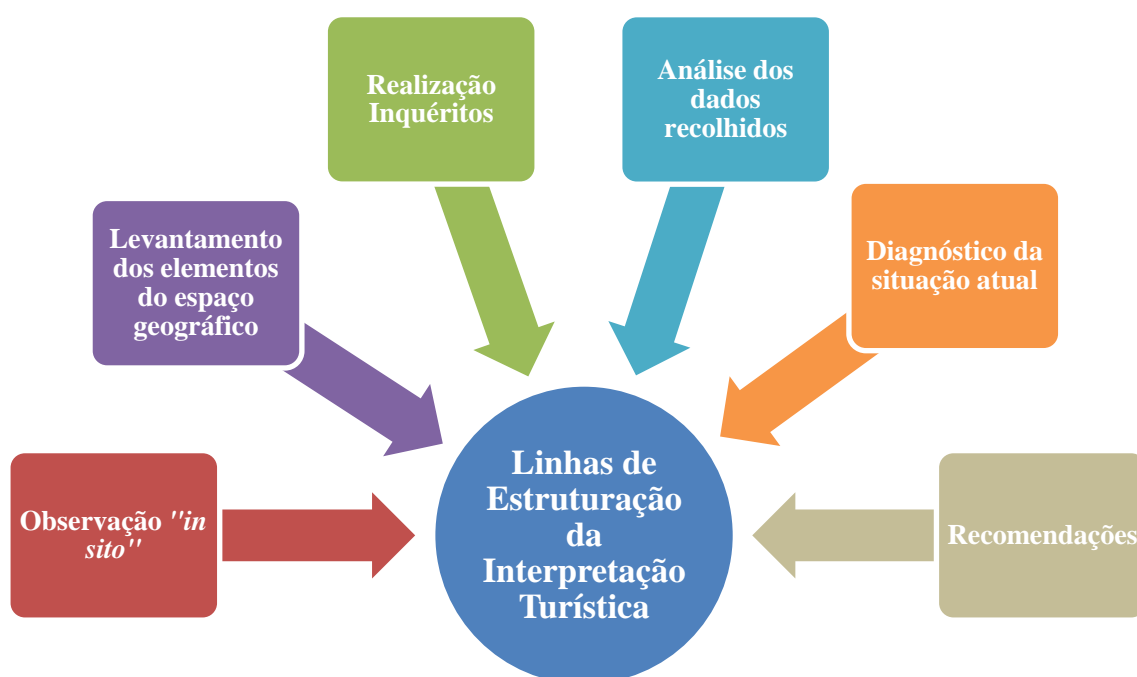 Observação "in
sito"
Levantamento
dos elementos
do espaço
geográfico
Realização
Inquéritos
Análise dos
dados
recolhidos
Diagnóstico da
situação atual
Recomendações
Linhas de
Estruturação
da
Interpretação
Turística